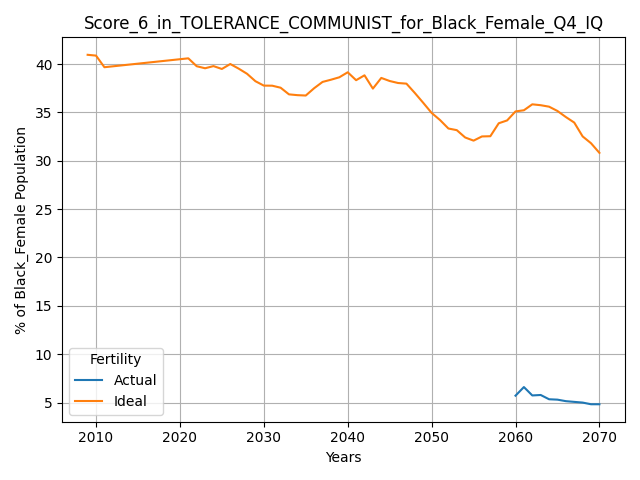 Score_6_in_TOLERANCE_COMMUNIST_for_Black_Female_Q4_IQ
% of Black_Female Population
40
35
30
25
20
15
10
5
Fertility
Actual
Ideal
2010 2020 2030 2040 2050 2060 2070
Years